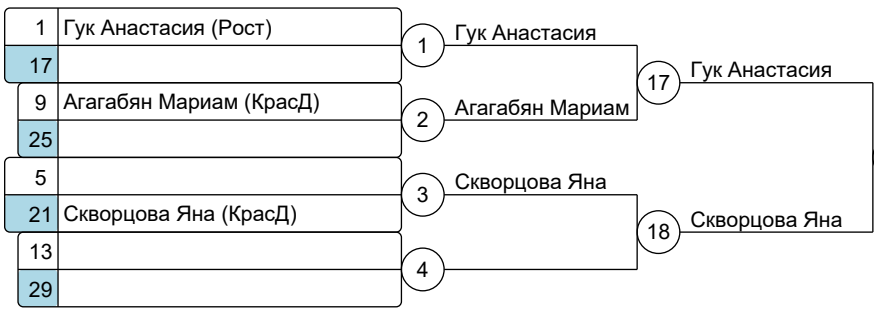 1 Гук Анастасия (Рост)
17
9 Агагабян Мариам (КрасД)
25
5
21 Скворцова Яна (КрасД)
13
29
1 Гук Анастасия
2 Агагабян Мариам
3 Скворцова Яна
4
17 Гук Анастасия
18 Скворцова Яна